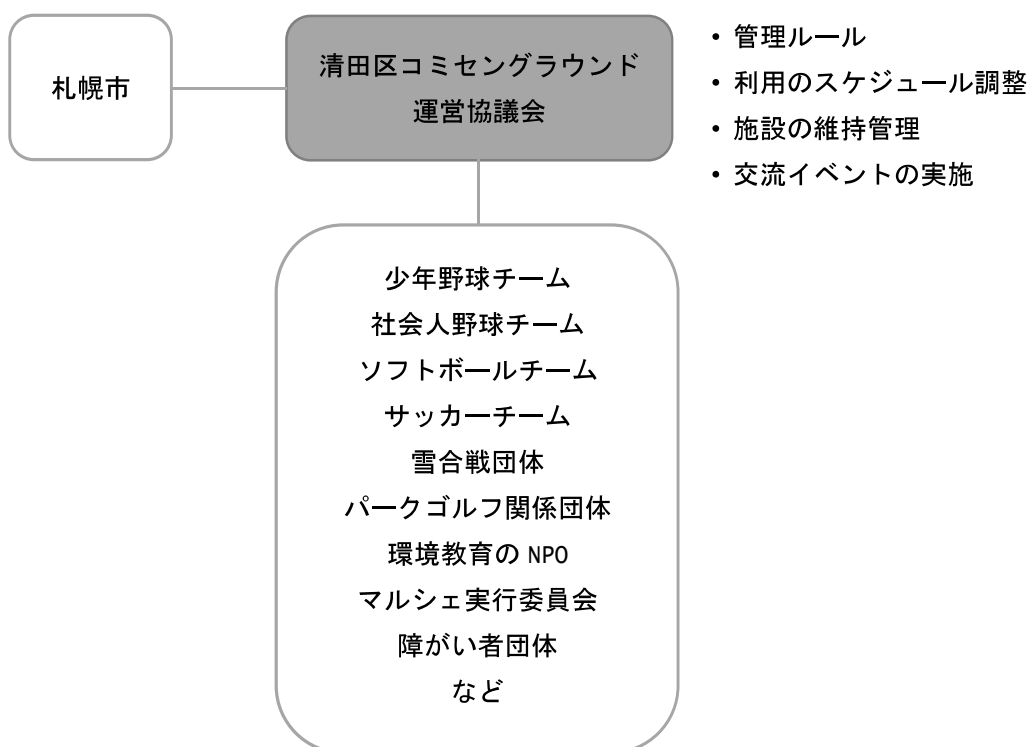 札幌市
清田区コミセングラウンド
運営協議会
• 管理ルール
• 利用のスケジュール調整
• 施設の維持管理
• 交流イベントの実施
少年野球チーム
社会人野球チーム
ソフトボールチーム
サッカーチーム
雪合戦団体
パークゴルフ関係団体
環境教育の NPO
マルシェ実行委員会
障がい者団体
など